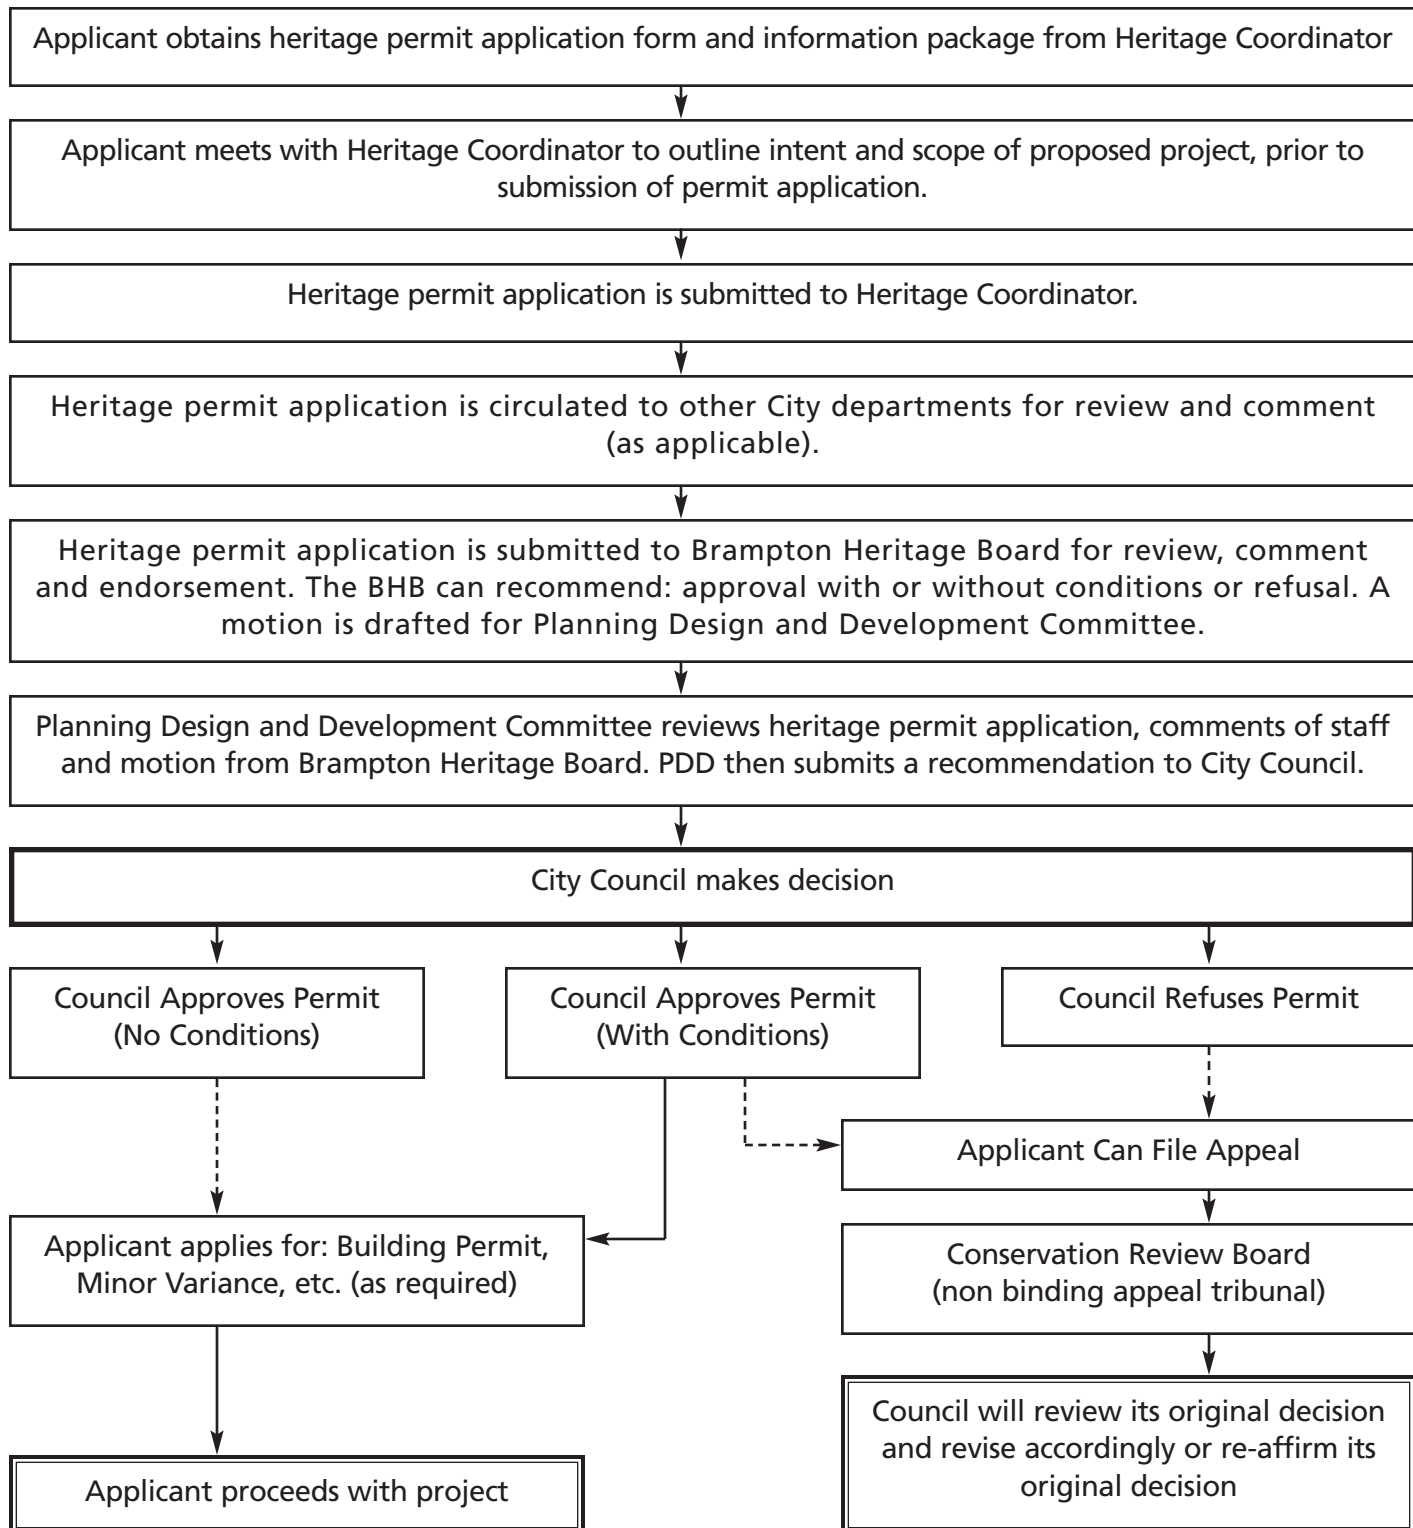 Applicant obtains heritage permit application form and information package from Heritage Coordinator
Applicant meets with Heritage Coordinator to outline intent and scope of proposed project, prior to
submission of permit application.
Heritage permit application is submitted to Heritage Coordinator.
Heritage permit application is circulated to other City departments for review and comment
(as applicable).
Heritage permit application is submitted to Brampton Heritage Board for review, comment
and endorsement. The BHB can recommend: approval with or without conditions or refusal. A
motion is drafted for Planning Design and Development Committee.
Planning Design and Development Committee reviews heritage permit application, comments of staff
and motion from Brampton Heritage Board. PDD then submits a recommendation to City Council.
City Council makes decision
Council Approves Permit
(No Conditions)
Council Approves Permit
(With Conditions)
Council Refuses Permit
Applicant Can File Appeal
Applicant applies for: Building Permit,
Minor Variance, etc. (as required)
Conservation Review Board
(non binding appeal tribunal)
Council will review its original decision
and revise accordingly or re-affirm its
original decision
Applicant proceeds with project